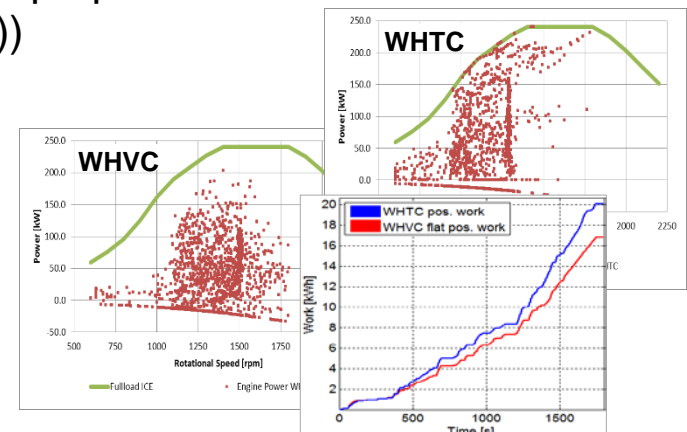 ))
WHTC
250.0
200.0
150.0
100.0
50.0
0.0
Power [kW]
2000 2250
WHVC
250.0
200.0
150.0
100.0
50.0
0.0
-50.0
Power [kW]
500 750 1000 1250 1500 1750
Rotational Speed [rpm]
Fullload ICE
Engine Power
WHTC pos. work
WHVC flat pos. work
20
18
16
14
12
10
8
6
4
2
Work [kWh]
0 500 1000 1500
Time [s]